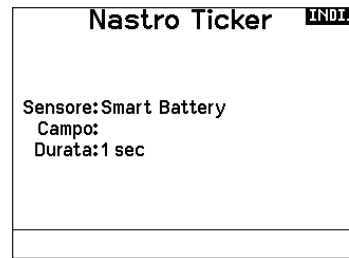 Nastro Ticker
INDI.
Sensore: Smart Battery
Campo:
Durata: 1 sec